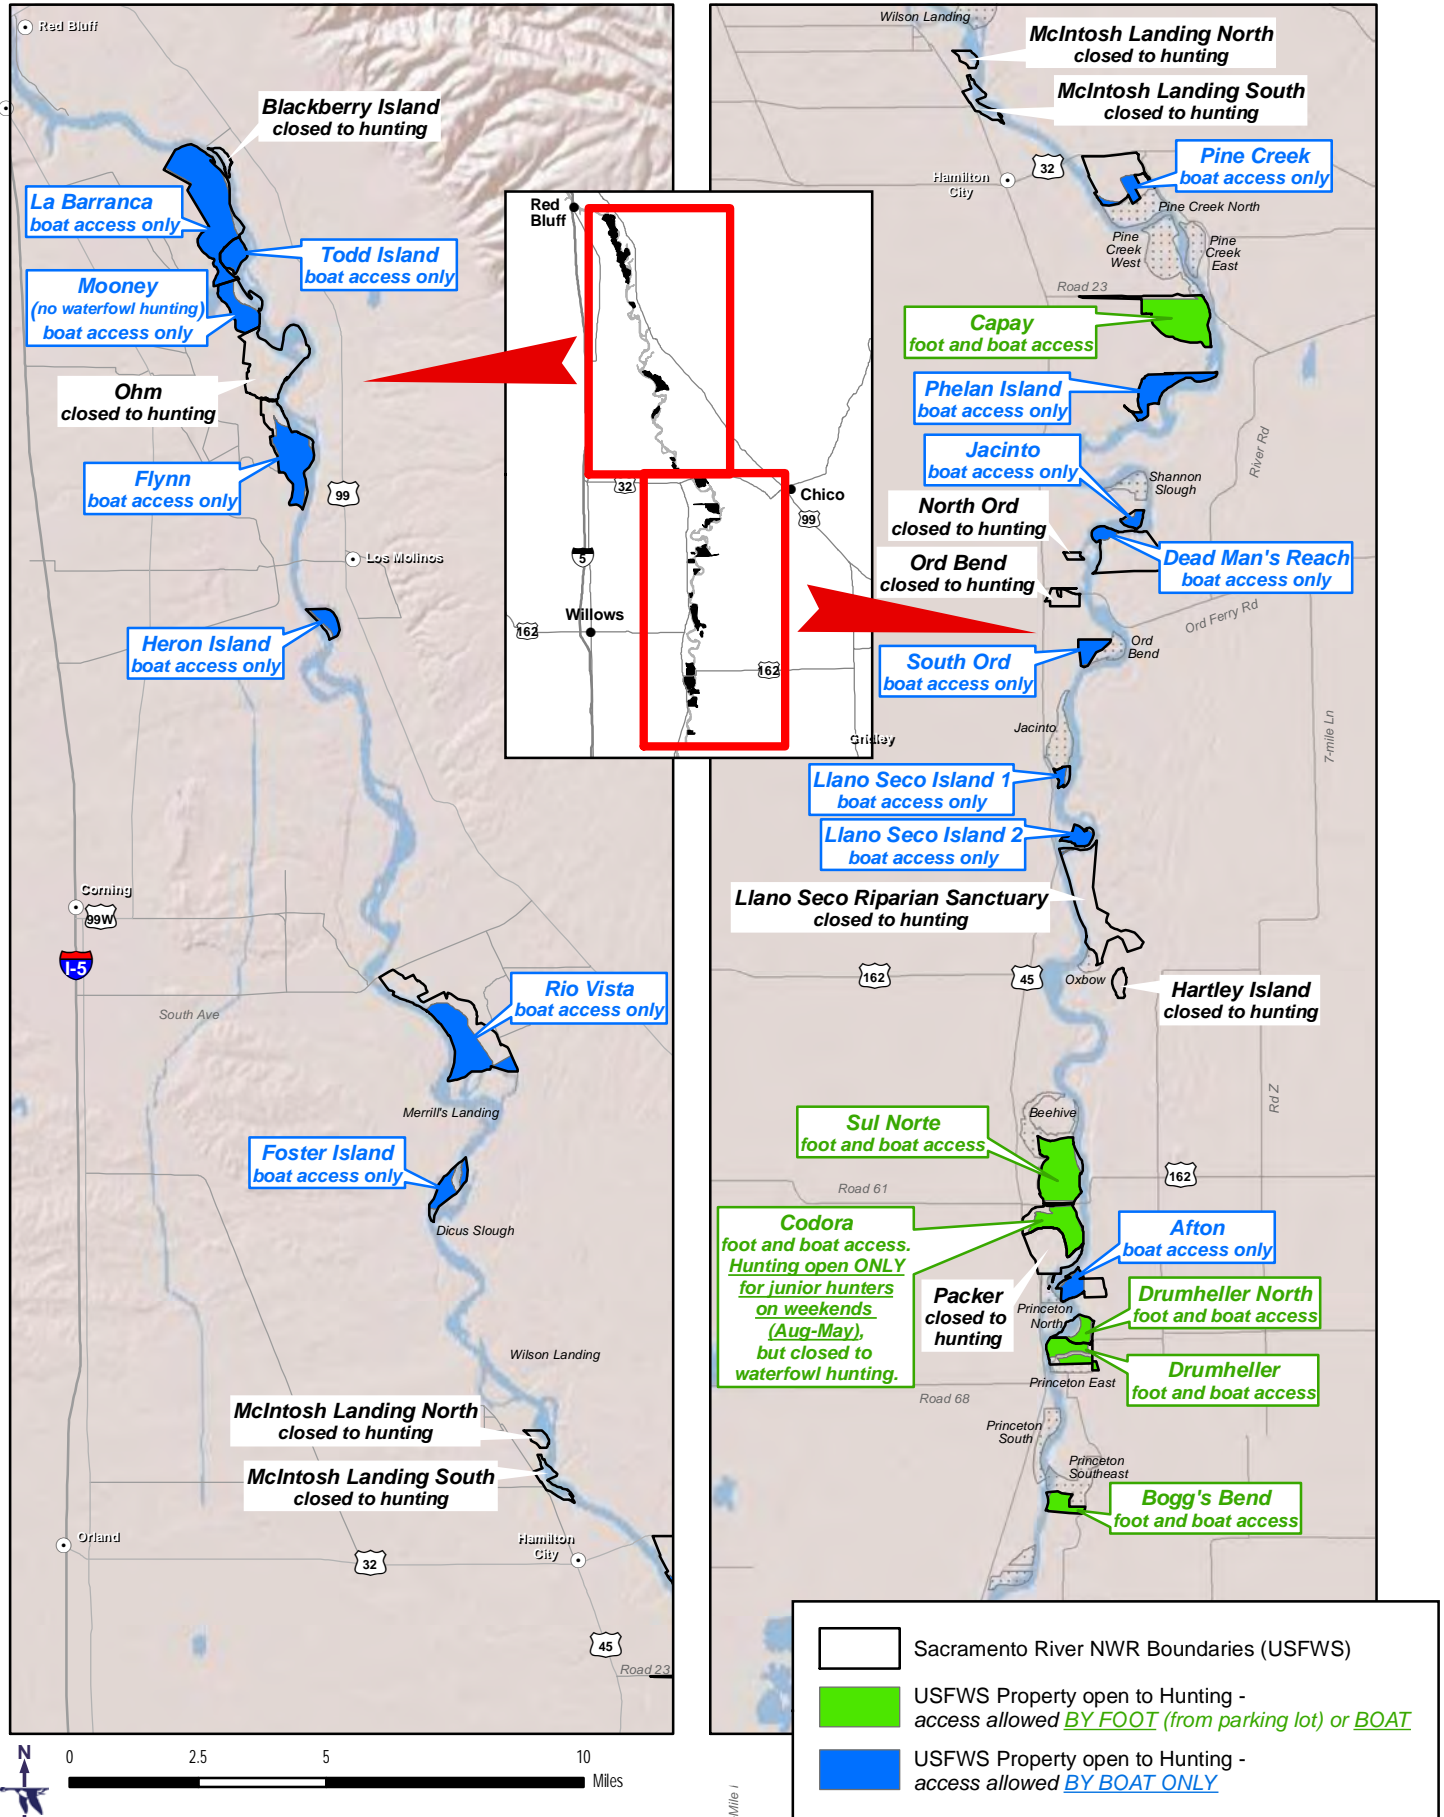 Red Bluff
Blackberry Island
closed to hunting
La Barranca
boat access only
Todd Island
boat access only
Mooney
(no waterfowl hunting)
boat access only
Ohm
closed to hunting
Flynn
boat access only
99
Los Molinos
Heron Island
boat access only
Corning
99W
I-5
South Ave
Rio Vista
boat access only
Merrill's Landing
Foster Island
boat access only
Dicus Slough
Wilson Landing
McIntosh Landing North
closed to hunting
McIntosh Landing South
closed to hunting
Orland
32
Hamilton
City
45
Road 23
Red
Bluff
32
Chico
99
5
Willows
162
162
Gridley
Wilson Landing
McIntosh Landing North
closed to hunting
McIntosh Landing South
closed to hunting
32
Hamilton
City
Pine Creek
boat access only
Pine Creek North
Pine
Creek
West
Pine
Creek
East
Road 23
Capay
foot and boat access
Phelan Island
boat access only
River Rd
Jacinto
boat access only
Shannon
Slough
North Ord
closed to hunting
Dead Man's Reach
boat access only
Ord Bend
closed to hunting
Ord Ferry Rd
Ord
Bend
South Ord
boat access only
Jacinto
7-mile Ln
Llano Seco Island 1
boat access only
Llano Seco Island 2
boat access only
Llano Seco Riparian Sanctuary
closed to hunting
162
45
Oxbow
Hartley Island
closed to hunting
Rd Z
Beehive
Sul Norte
foot and boat access
162
Road 61
Codora
foot and boat access.
Hunting open ONLY
for junior hunters
on weekends
(Aug-May),
but closed to
waterfowl hunting.
Afton
boat access only
Packer
closed to
hunting
Princeton
North
Drumheller North
foot and boat access
Drumheller
foot and boat access
Princeton East
Road 68
Princeton
South
Princeton
Southeast
Bogg's Bend
foot and boat access
Sacramento River NWR Boundaries (USFWS)
USFWS Property open to Hunting -
access allowed BY FOOT (from parking lot) or BOAT
USFWS Property open to Hunting -
access allowed BY BOAT ONLY
N
0 2.5 5 10
Miles